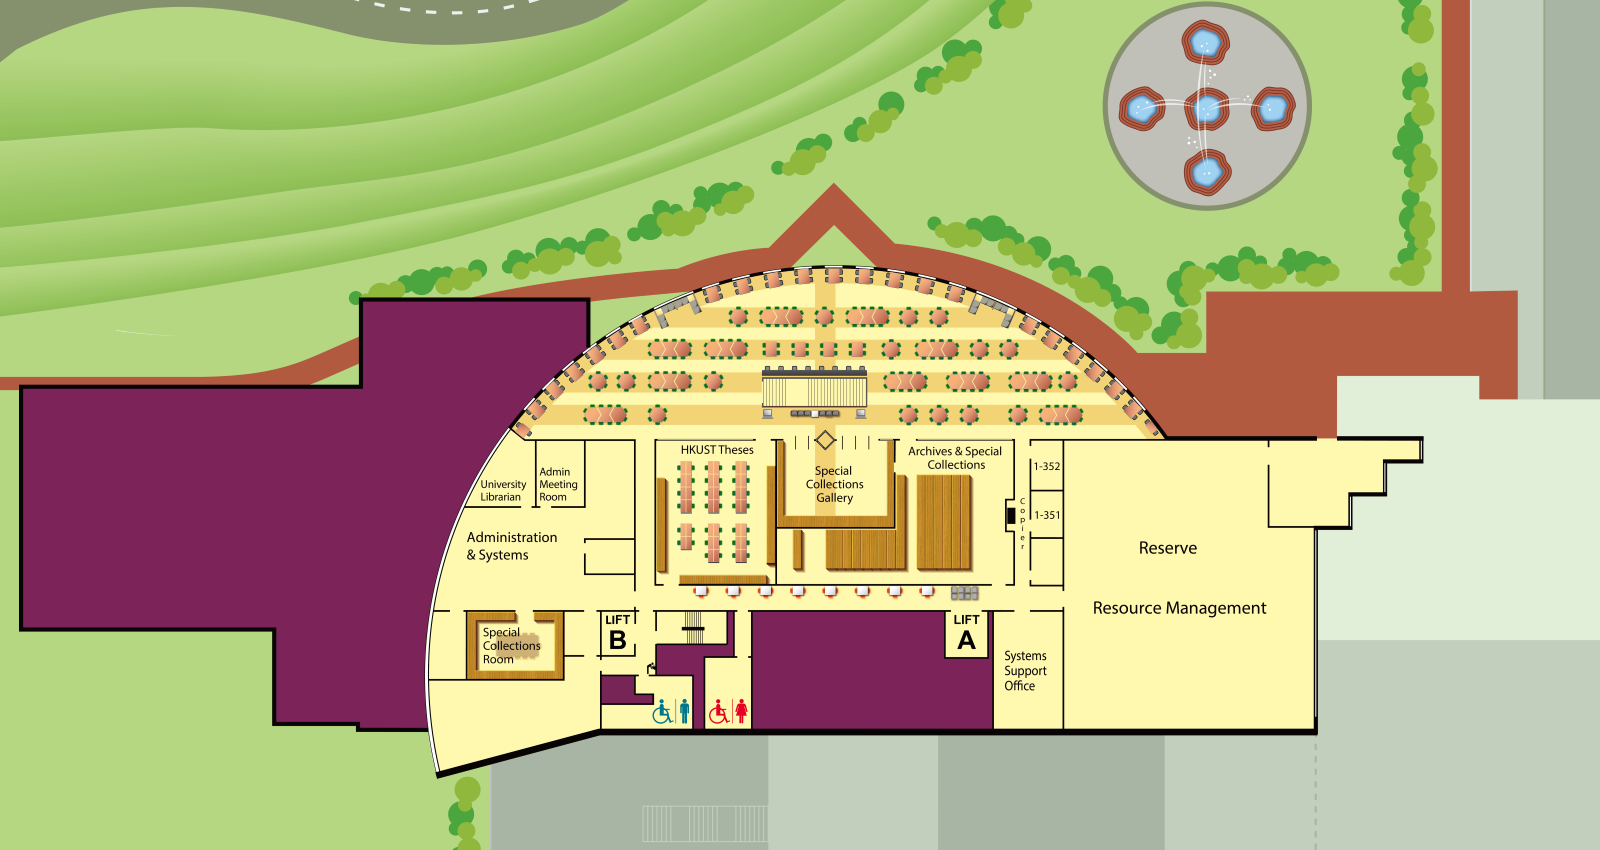 HKUST Theses
Archives & Special
Collections
Special
Collections
Gallery
1-352
1-351
Copier
University
Librarian
Admin
Meeting
Room
Administration
& Systems
Reserve
Resource Management
Special
Collections
Room
LIFT
B
LIFT
A
Systems
Support
Office